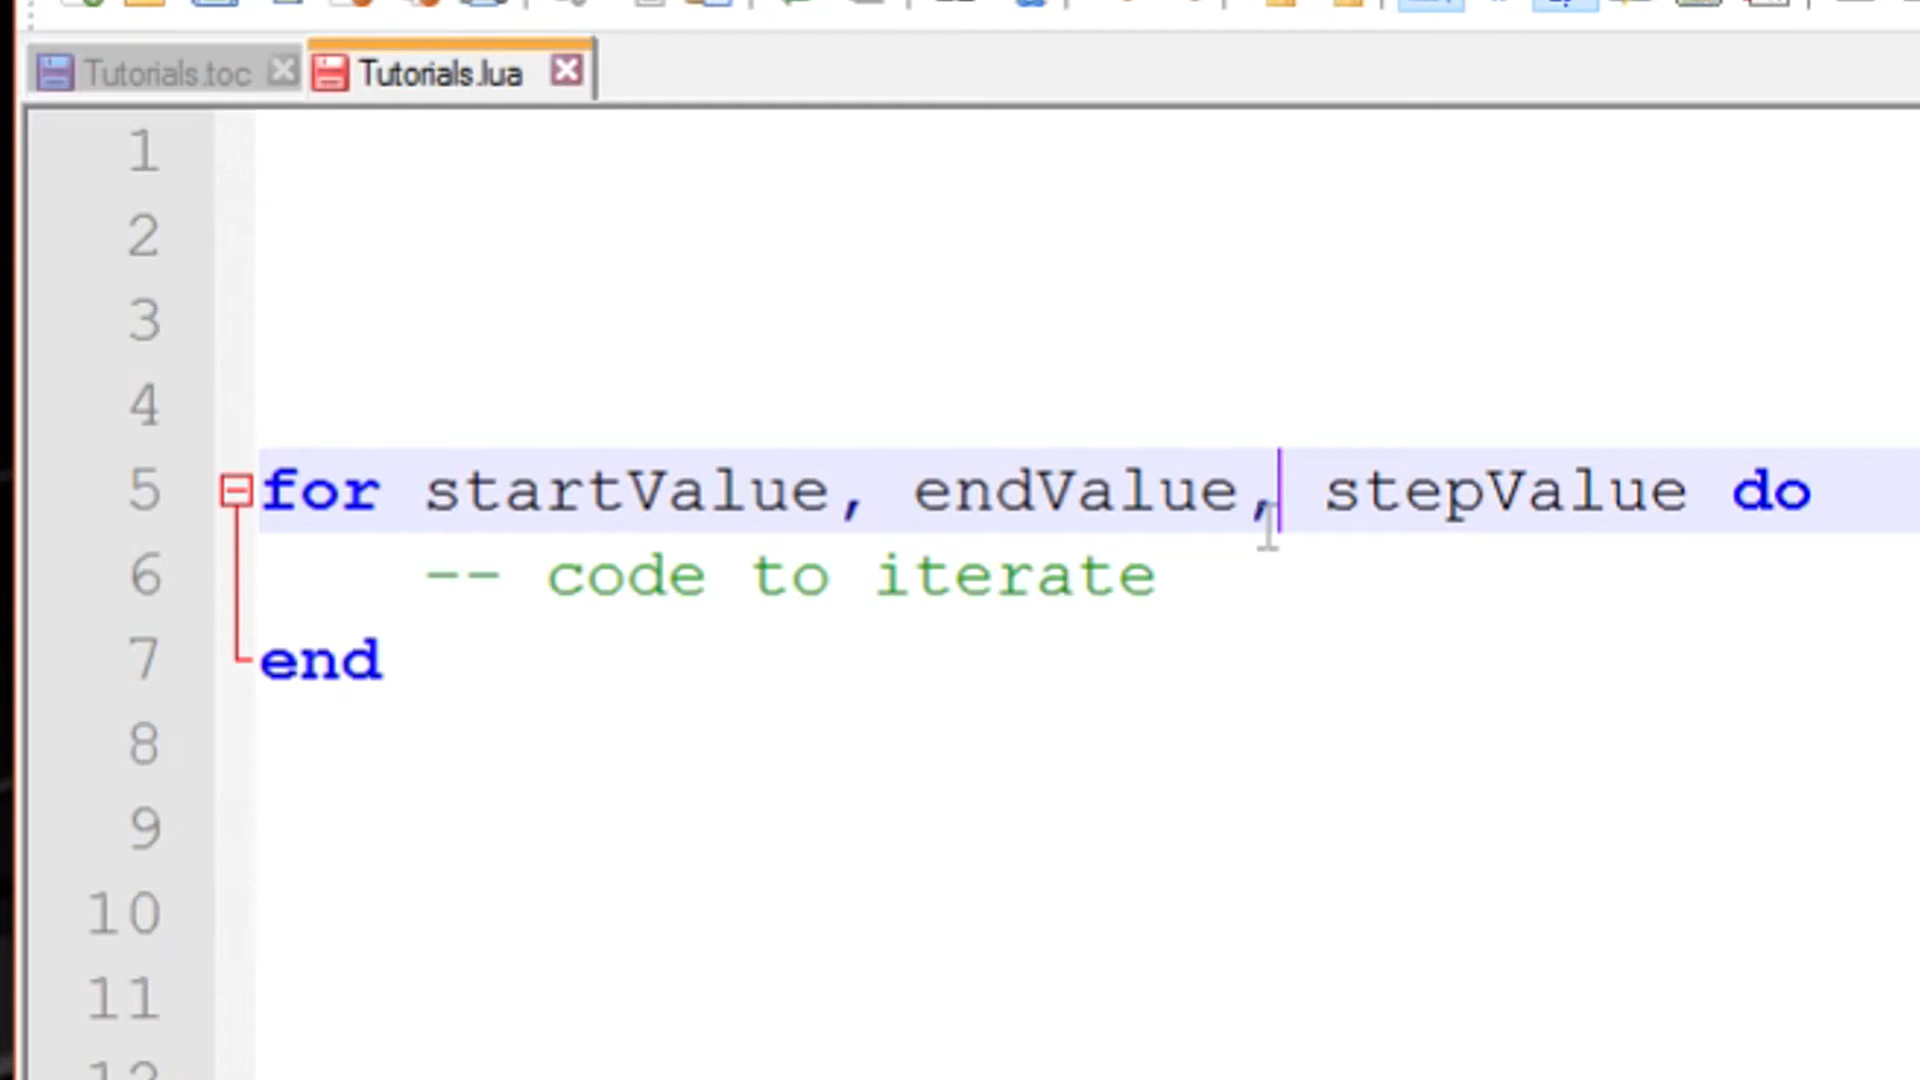 Tutorials.toc Tutorials.lua
1
2
3
4
5 for startValue, endValue, stepValue do
6 -- code to iterate
7 end
8
9
10
11
12